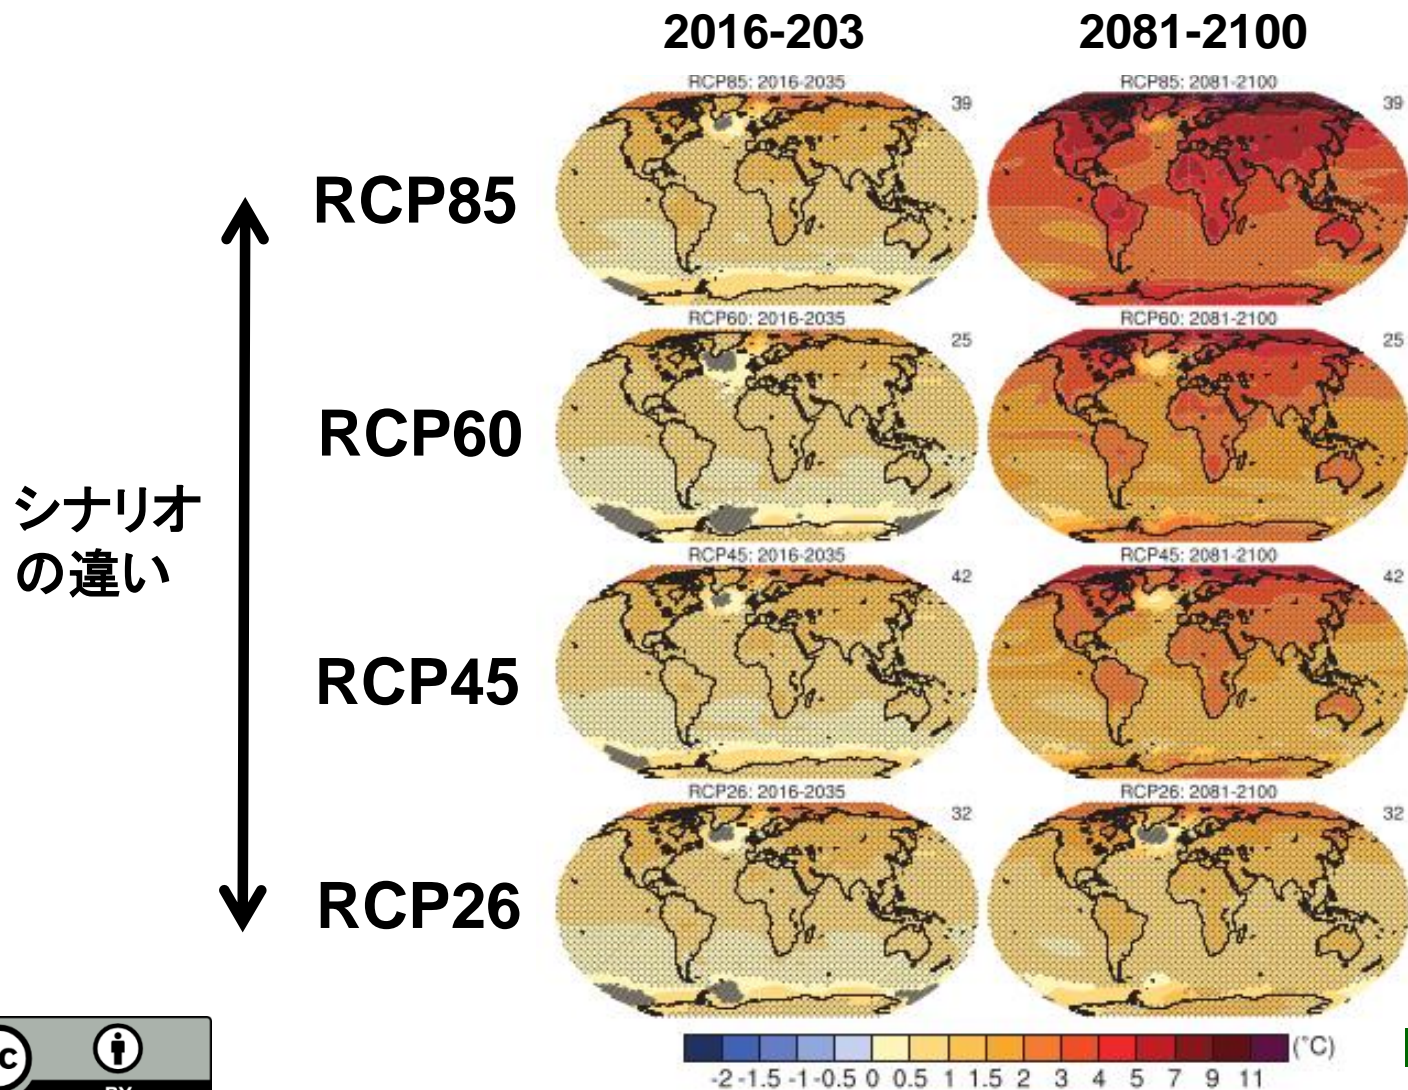 2016-203
2081-2100
RCP85: 2016-2035
39
RCP85: 2081-2100
39
RCP85
RCP60: 2016-2035
25
RCP60: 2081-2100
25
RCP60
シナリオ
の違い
RCP45: 2016-2035
42
RCP45: 2081-2100
42
RCP45
RCP26: 2016-2035
32
RCP26: 2081-2100
32
RCP26
-2 -1.5 -1 -0.5 0 0.5 1 1.5 2 3 4 5 7 9 11 (°C)
cc
BY